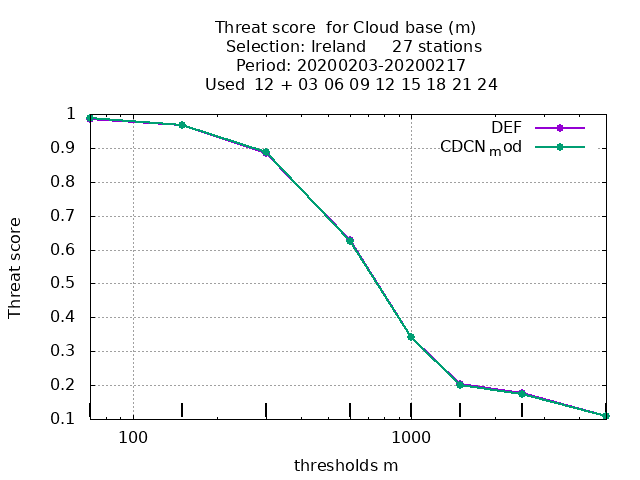 Threat score  for Cloud base (m)
Selection: Ireland     27 stations
Period: 20200203-20200217
Used  12 + 03 06 09 12 15 18 21 24
DEF
CDCN_mod
1
0.9
0.8
0.7
0.6
0.5
0.4
0.3
0.2
0.1
Threat score
100
1000
thresholds m